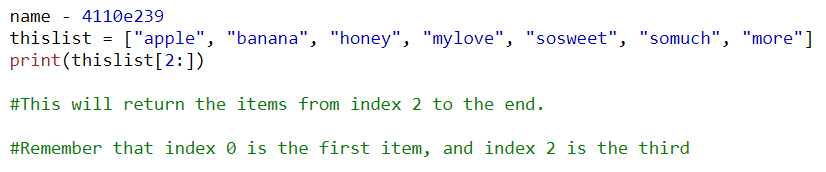 name - 4110e239
thislist = ["apple", "banana", "honey", "mylove", "sosweet", "somuch", "more"]
print(thislist[2:])
#This will return the items from index 2 to the end.
#Remember that index 0 is the first item, and index 2 is the third